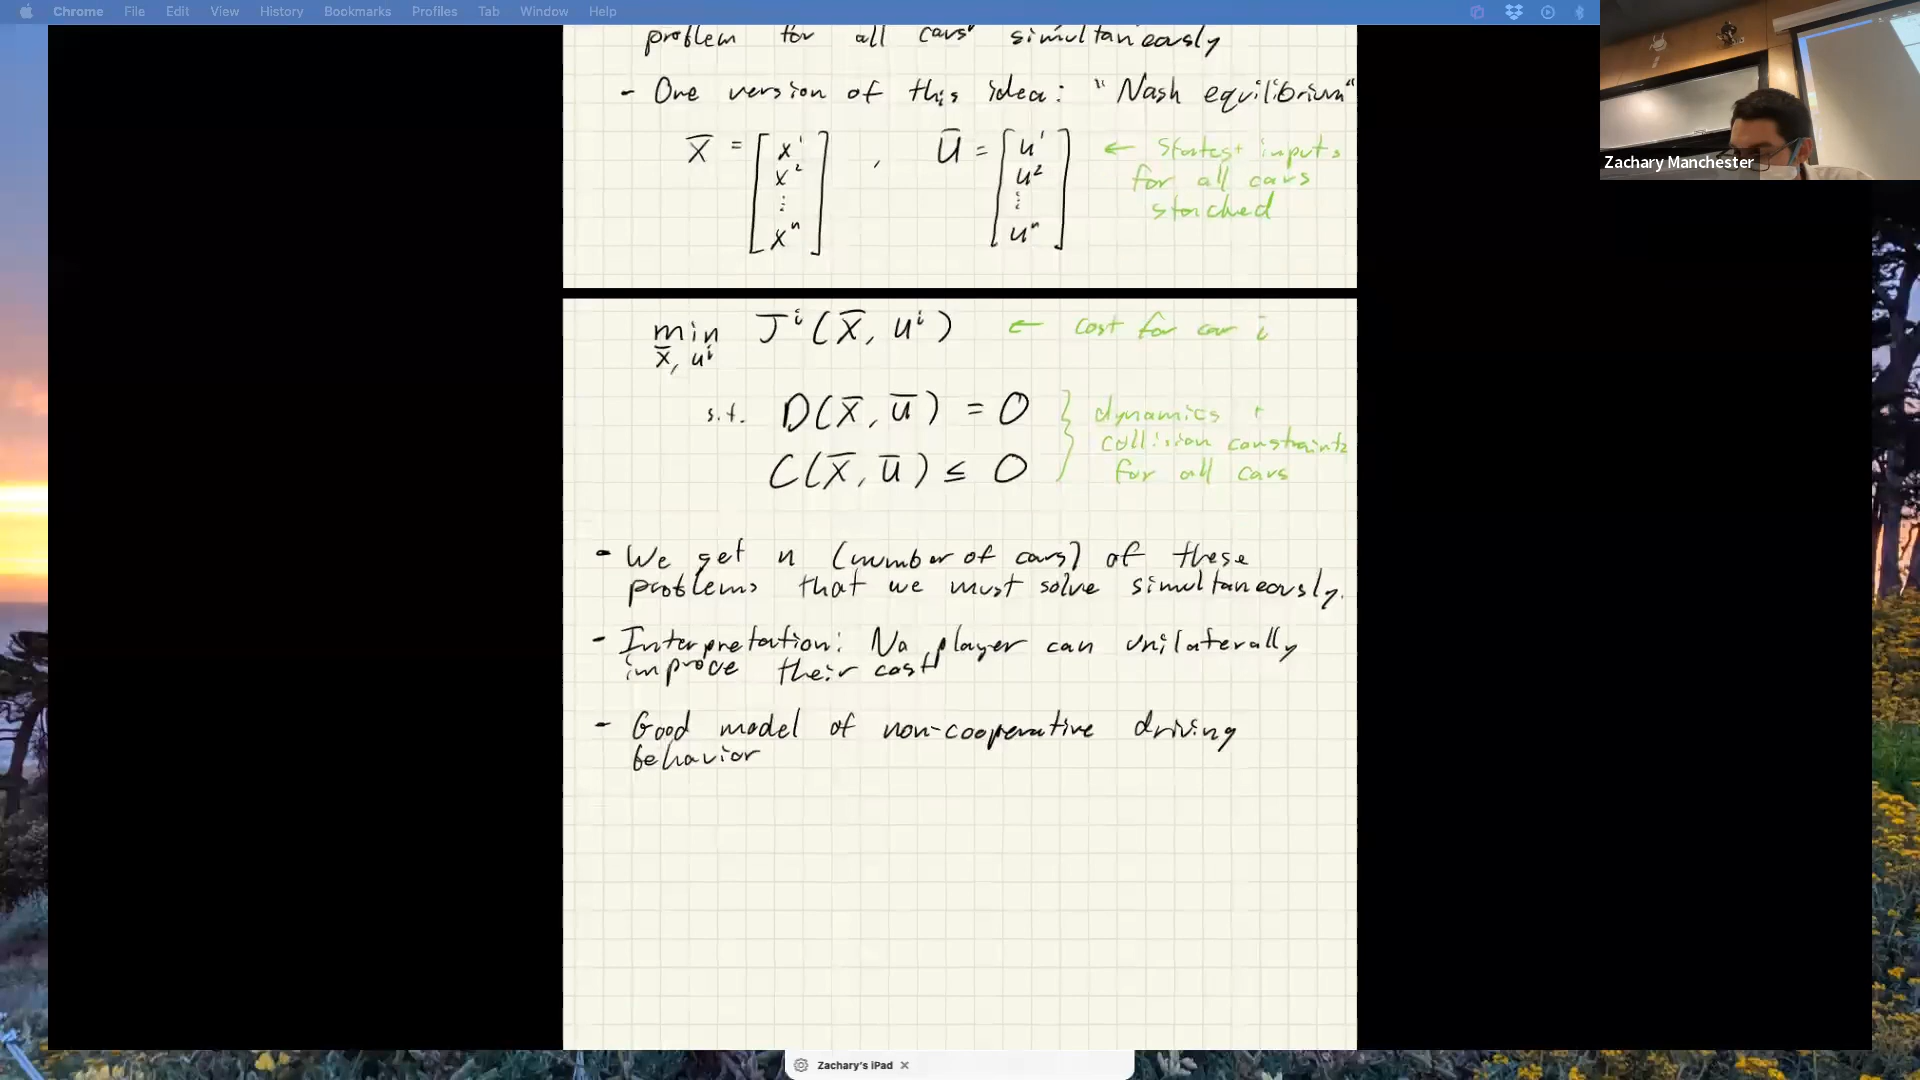 Chrome File Edit View History Bookmarks Profiles Tab Window Help
Zachary Manchester
problem for all cars" simultaneously
- One version of this idea: "Nash equilibrium"
X̄ = [x¹ x² ⋮ xⁿ] , Ū = [u¹ u² ⋮ uⁿ] ← States + inputs
for all cars
stacked
min J^i(X̄, u^i) ← cost for car i
x̄, u^i
s.t. D(X̄, ū) = 0 } dynamics +
collision constraints
C(X̄, ū) ≤ 0 for all cars
- We get n (number of cars) of these
problems that we must solve simultaneously.
- Interpretation: No player can unilaterally
improve their cost
- Good model of non-cooperative driving
behavior
Zachary's iPad